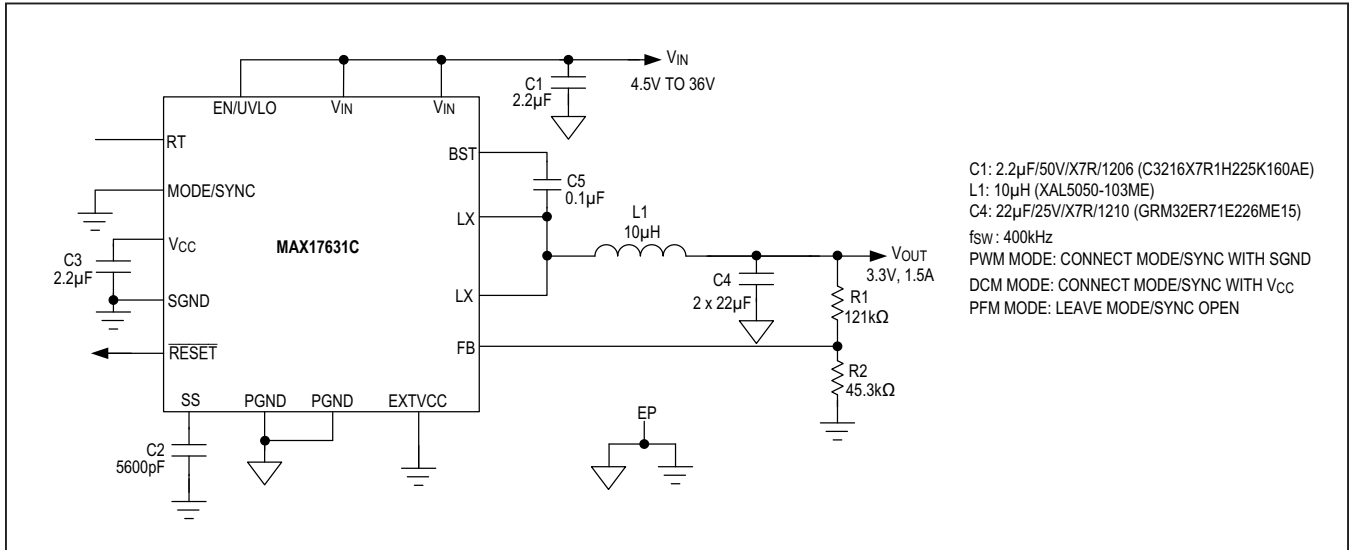 VIN
4.5V TO 36V
C1
2.2µF
EN/UVLO
VIN
VIN
RT
MODE/SYNC
VCC
C3
2.2µF
SGND
RESET
SS
PGND
PGND
EXTVCC
C2
5600pF
MAX17631C
BST
C5
0.1µF
LX
LX
FB
L1
10µH
C4
2 x 22µF
VOUT
3.3V, 1.5A
R1
121kΩ
R2
45.3kΩ
EP
C1: 2.2µF/50V/X7R/1206 (C3216X7R1H225K160AE)
L1: 10µH (XAL5050-103ME)
C4: 22µF/25V/X7R/1210 (GRM32ER71E226ME15)
fSW : 400kHz
PWM MODE: CONNECT MODE/SYNC WITH SGND
DCM MODE: CONNECT MODE/SYNC WITH VCC
PFM MODE: LEAVE MODE/SYNC OPEN